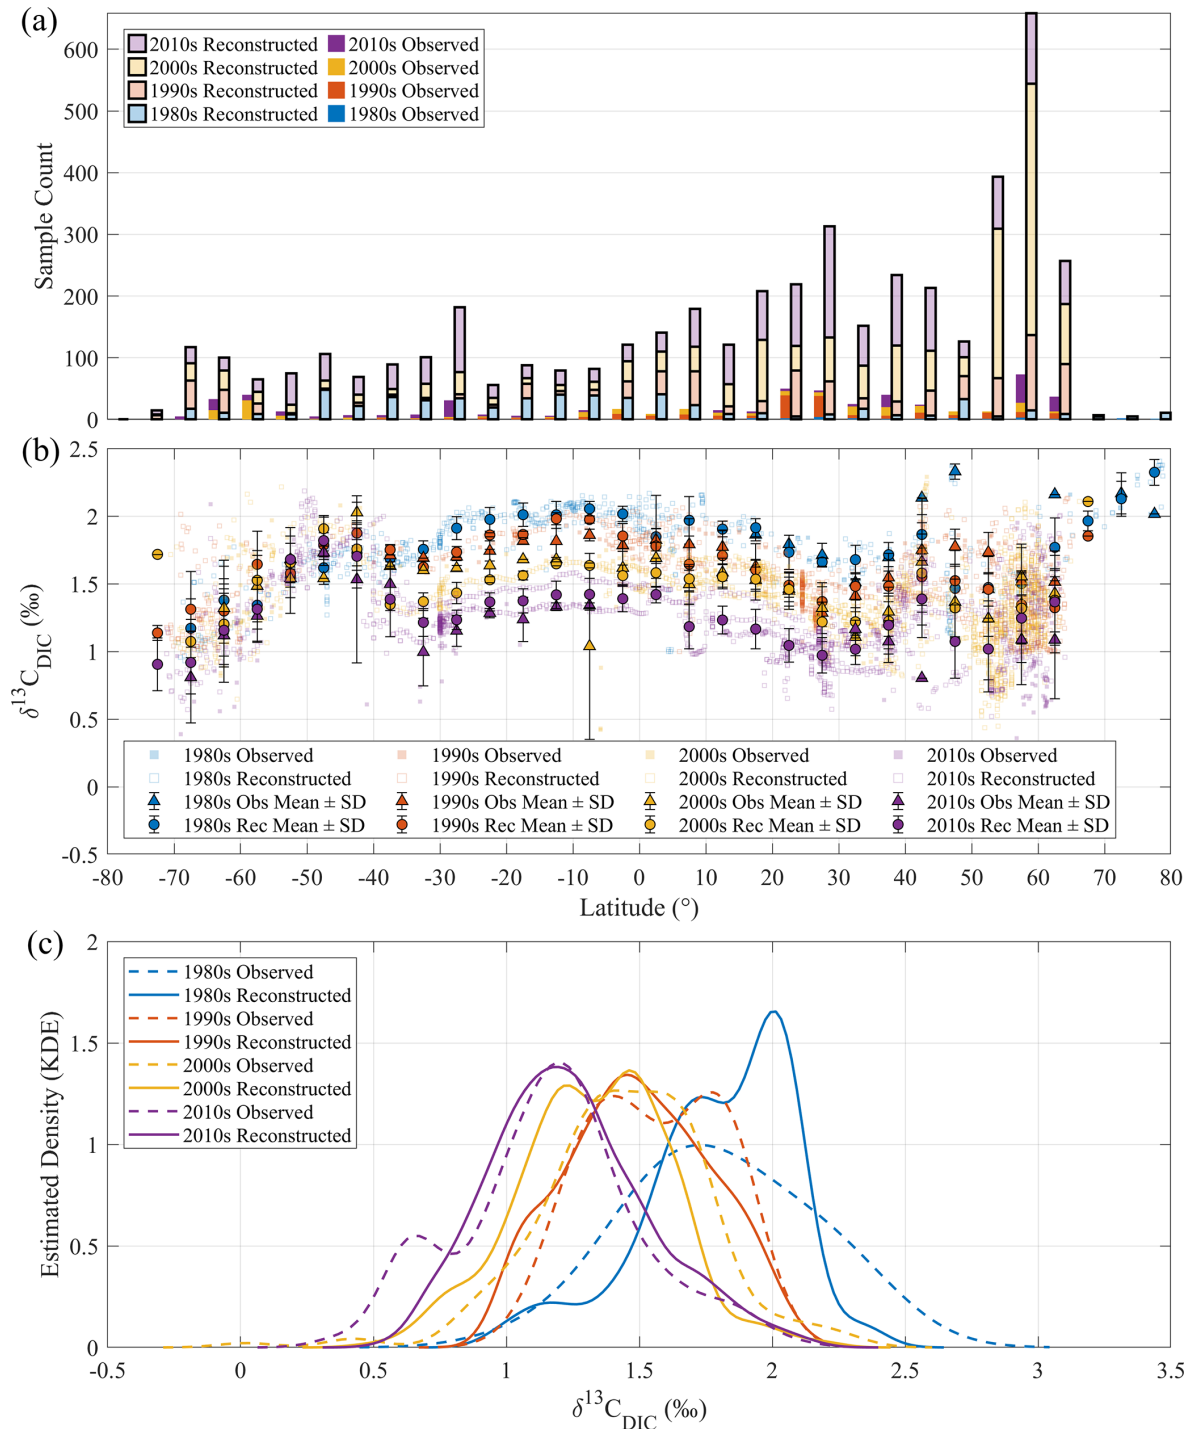 (a)
600
500
400
300
200
100
0
Sample Count
2010s Reconstructed 2010s Observed
2000s Reconstructed 2000s Observed
1990s Reconstructed 1990s Observed
1980s Reconstructed 1980s Observed
(b)
2.5
2
1.5
1
0.5
0
-0.5
δ13CDIC (‰)
1980s Observed 1990s Observed 2000s Observed 2010s Observed
1980s Reconstructed 1990s Reconstructed 2000s Reconstructed 2010s Reconstructed
1980s Obs Mean ± SD 1990s Obs Mean ± SD 2000s Obs Mean ± SD 2010s Obs Mean ± SD
1980s Rec Mean ± SD 1990s Rec Mean ± SD 2000s Rec Mean ± SD 2010s Rec Mean ± SD
-80 -70 -60 -50 -40 -30 -20 -10 0 10 20 30 40 50 60 70 80
Latitude (°)
(c)
2
1.5
1
0.5
0
Estimated Density (KDE)
1980s Observed
1980s Reconstructed
1990s Observed
1990s Reconstructed
2000s Observed
2000s Reconstructed
2010s Observed
2010s Reconstructed
-0.5 0 0.5 1 1.5 2 2.5 3 3.5
δ13CDIC (‰)